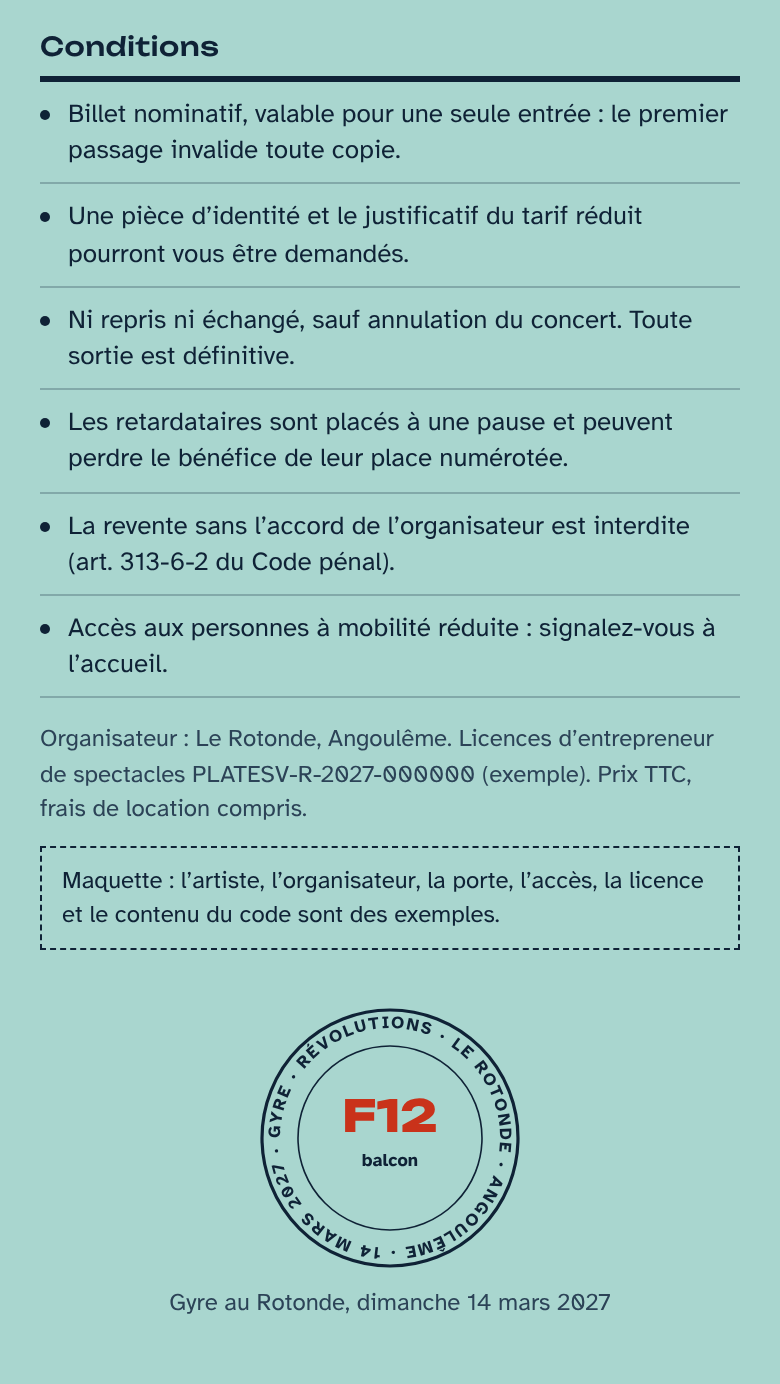 Conditions
• Billet nominatif, valable pour une seule entrée : le premier
passage invalide toute copie.
• Une pièce d’identité et le justificatif du tarif réduit
pourront vous être demandés.
• Ni repris ni échangé, sauf annulation du concert. Toute
sortie est définitive.
• Les retardataires sont placés à une pause et peuvent
perdre le bénéfice de leur place numérotée.
• La revente sans l’accord de l’organisateur est interdite
(art. 313-6-2 du Code pénal).
• Accès aux personnes à mobilité réduite : signalez-vous à
l’accueil.
Organisateur : Le Rotonde, Angoulême. Licences d’entrepreneur
de spectacles PLATESV-R-2027-000000 (exemple). Prix TTC,
frais de location compris.
Maquette : l’artiste, l’organisateur, la porte, l’accès, la licence
et le contenu du code sont des exemples.
GYRE · RÉVOLUTIONS · LE ROTONDE · ANGOULÊME · 14 MARS 2027 ·
F12
balcon
Gyre au Rotonde, dimanche 14 mars 2027